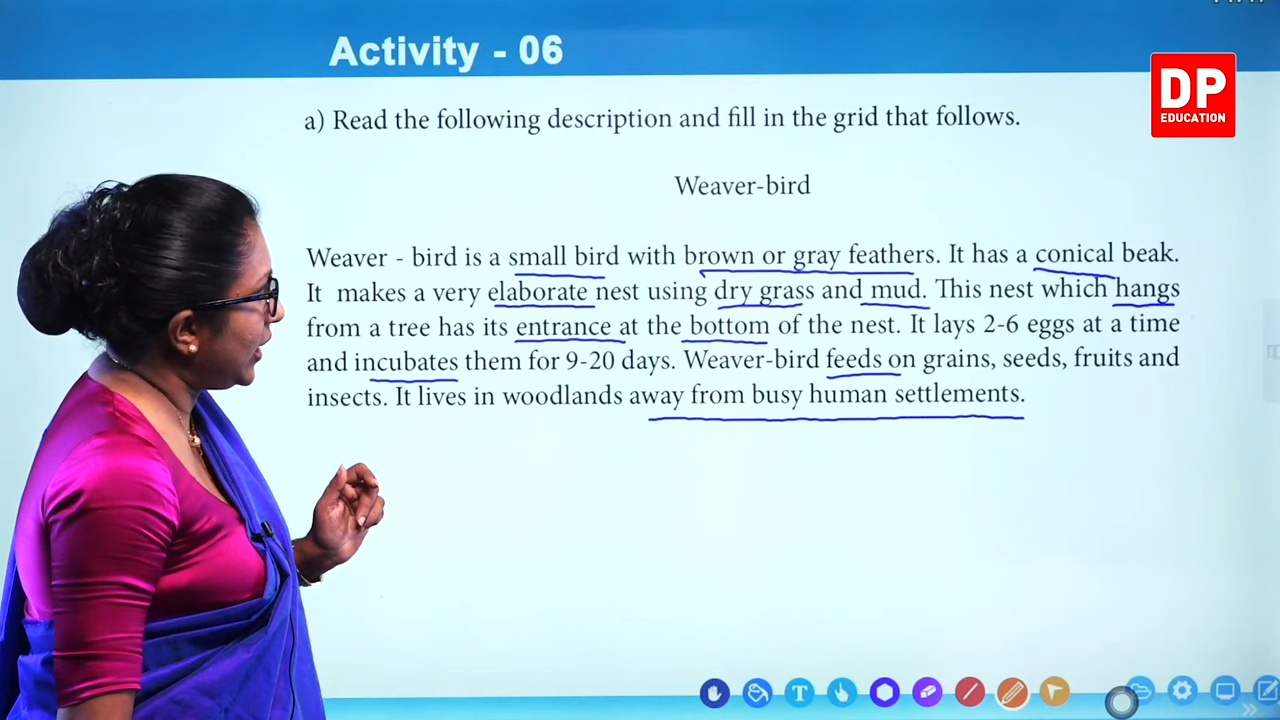 Activity - 06
DP
EDUCATION
a) Read the following description and fill in the grid that follows.
Weaver-bird
Weaver - bird is a small bird with brown or gray feathers. It has a conical beak.
It makes a very elaborate nest using dry grass and mud. This nest which hangs
from a tree has its entrance at the bottom of the nest. It lays 2-6 eggs at a time
and incubates them for 9-20 days. Weaver-bird feeds on grains, seeds, fruits and
insects. It lives in woodlands away from busy human settlements.